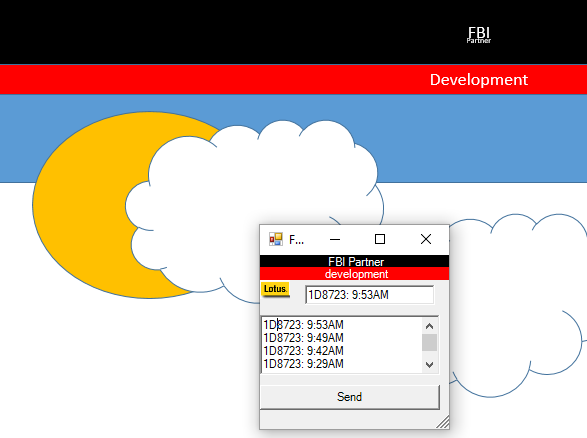 FBI
Partner
Development
F...
FBI Partner
development
Lotus.
1D8723: 9:53AM
1D8723: 9:53AM
1D8723: 9:49AM
1D8723: 9:42AM
1D8723: 9:29AM
Send